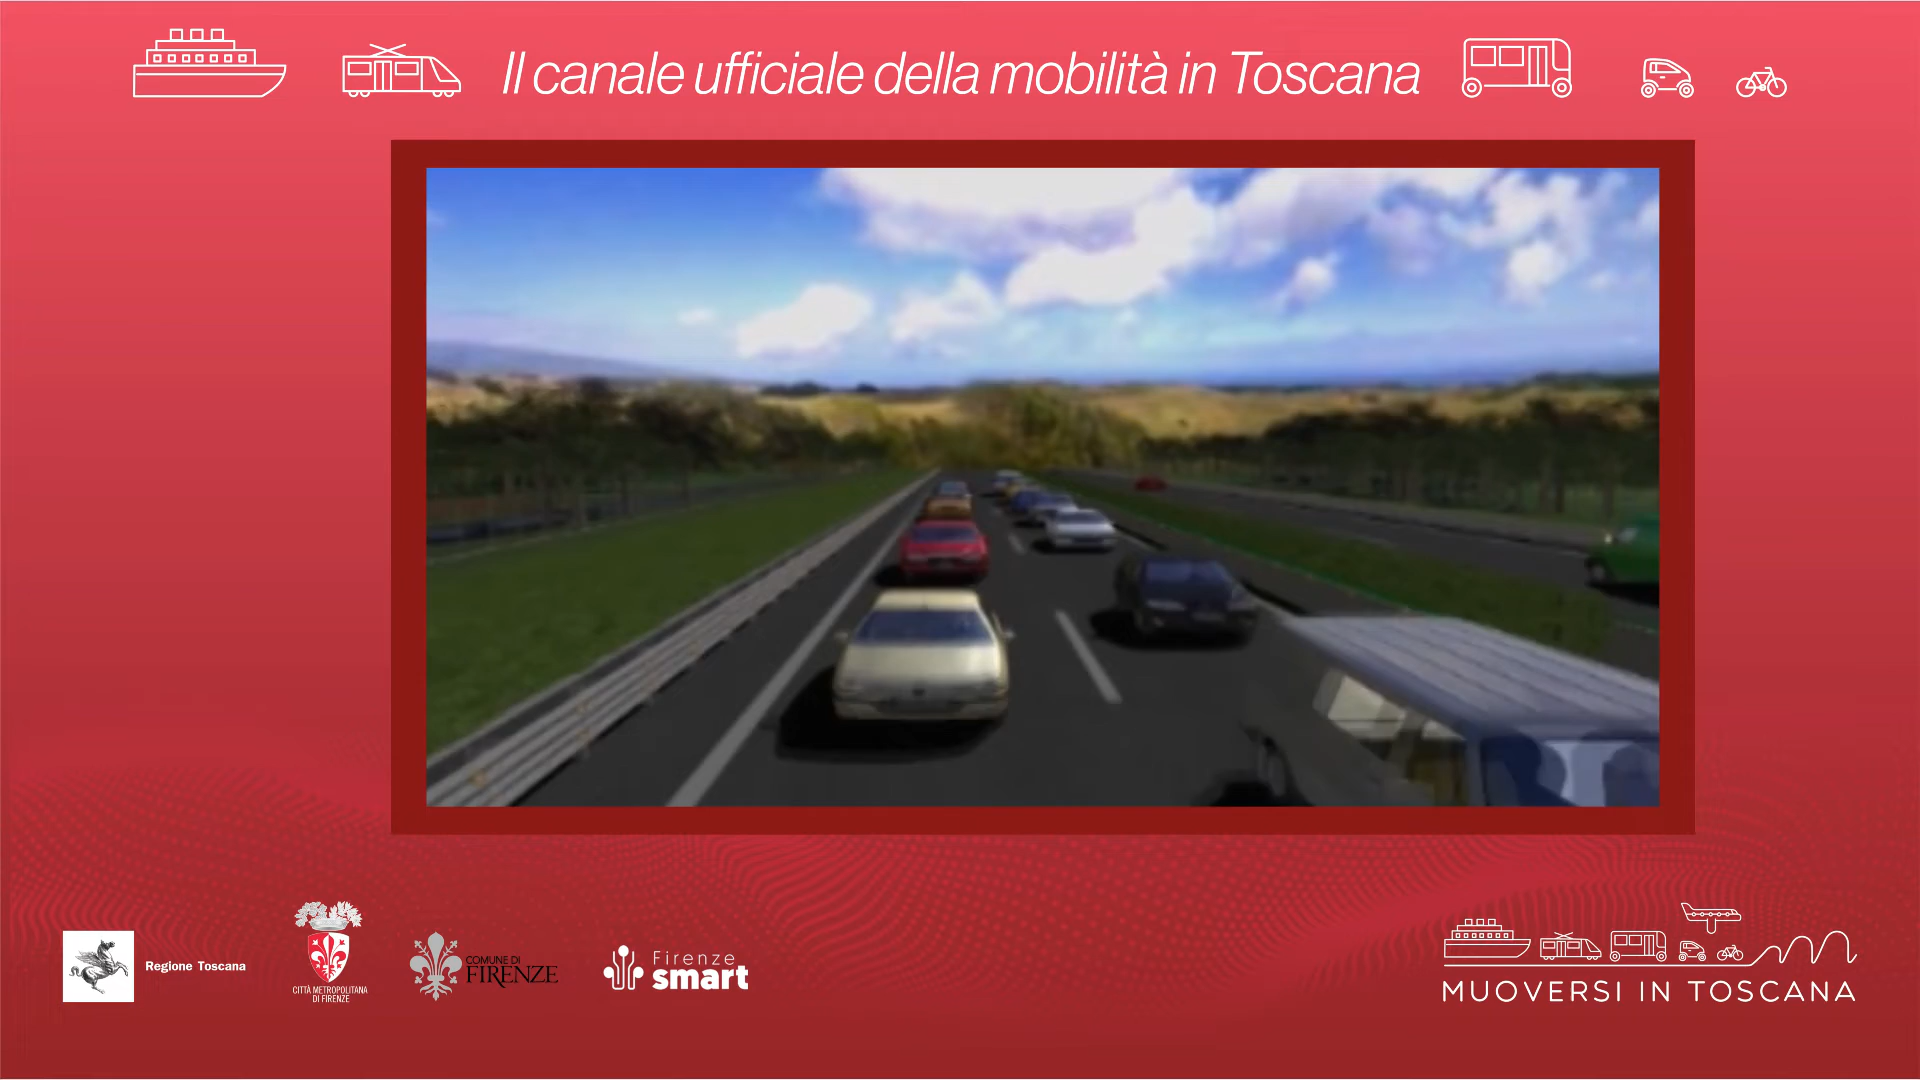 Il canale ufficiale della mobilità in Toscana
Regione Toscana
CITTÀ METROPOLITANA
DI FIRENZE
COMUNE DI
FIRENZE
Firenze
smart
MUOVERSI IN TOSCANA